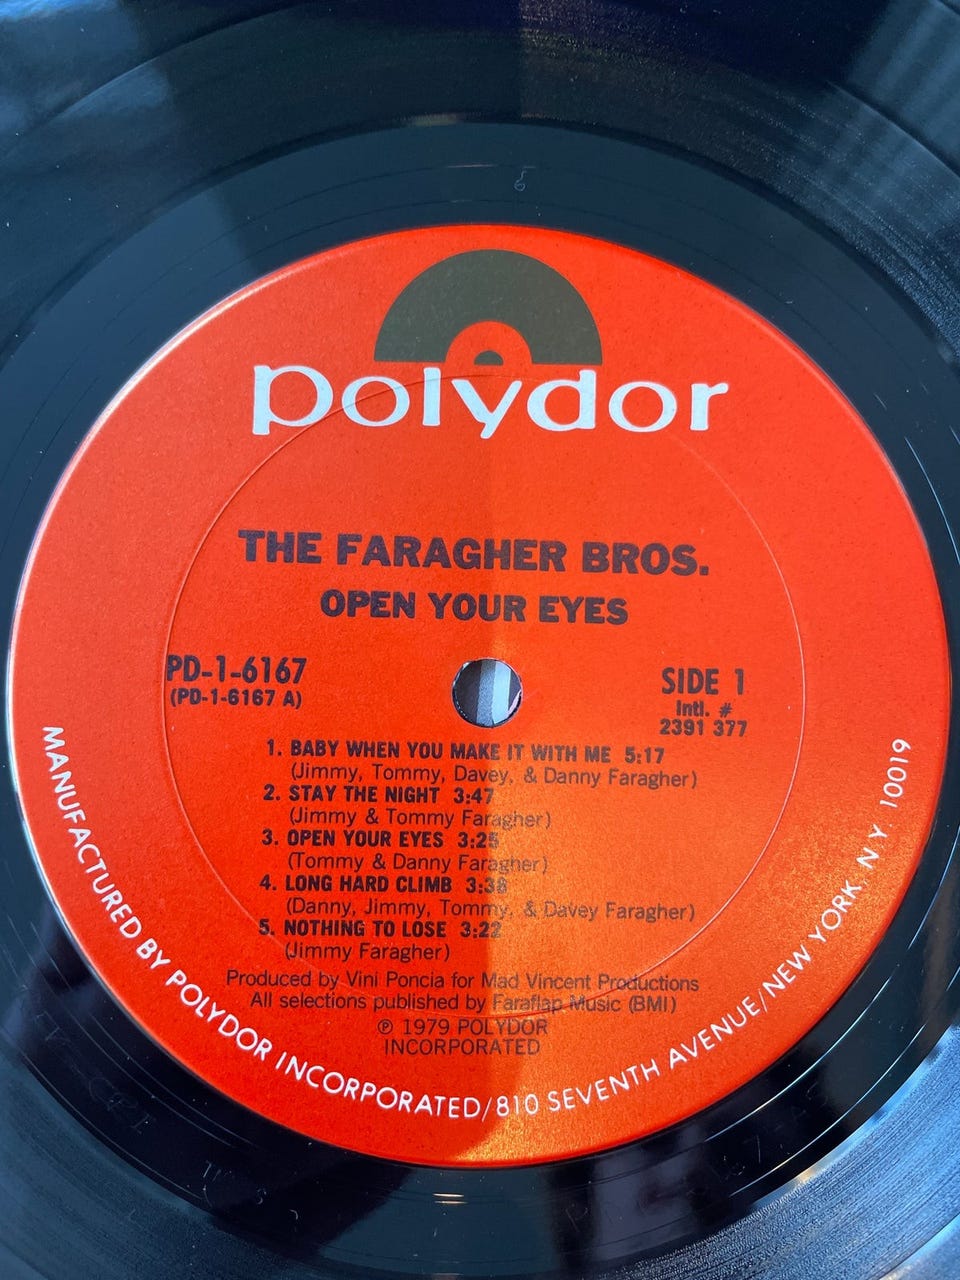 polydor
THE FARAGHER BROS.
OPEN YOUR EYES
PD-1-6167
(PD-1-6167 A)
SIDE 1
Intl. #
2391 377
1. BABY WHEN YOU MAKE IT WITH ME 5:17
(Jimmy, Tommy, Davey, & Danny Faragher)
2. STAY THE NIGHT 3:47
(Jimmy & Tommy Faragher)
3. OPEN YOUR EYES 3:25
(Tommy & Danny Faragher)
4. LONG HARD CLIMB 3:38
(Danny, Jimmy, Tommy, & Davey Faragher)
5. NOTHING TO LOSE 3:22
(Jimmy Faragher)
Produced by Vini Poncia for Mad Vincent Productions
All selections published by Faraflap Music (BMI)
℗ 1979 POLYDOR
INCORPORATED
MANUFACTURED BY POLYDOR INCORPORATED/810 SEVENTH AVENUE/NEW YORK, N.Y. 10019